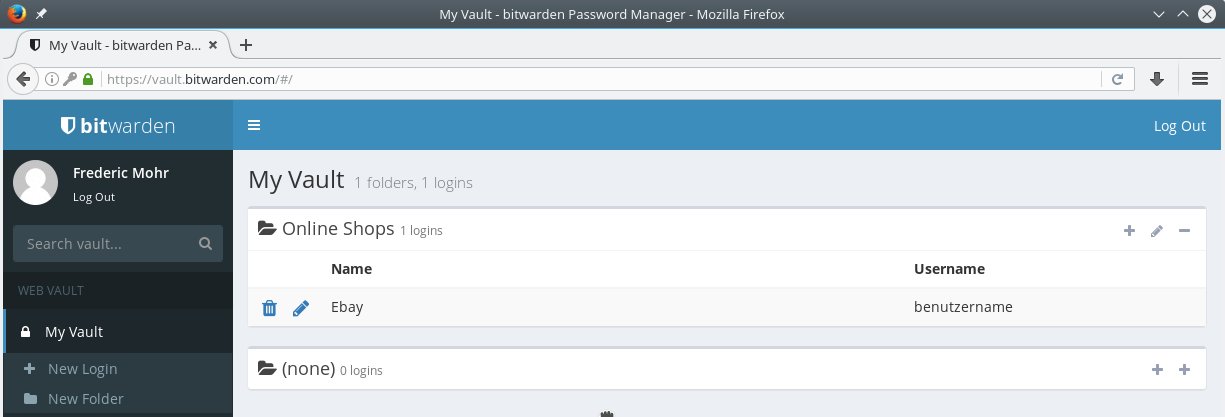 My Vault - bitwarden Password Manager - Mozilla Firefox
My Vault - bitwarden Pa...
https://vault.bitwarden.com/#/
bitwarden
Log Out
Frederic Mohr
Log Out
Search vault...
WEB VAULT
My Vault
New Login
New Folder
My Vault 1 folders, 1 logins
Online Shops 1 logins
Name Username
Ebay benutzername
(none) 0 logins